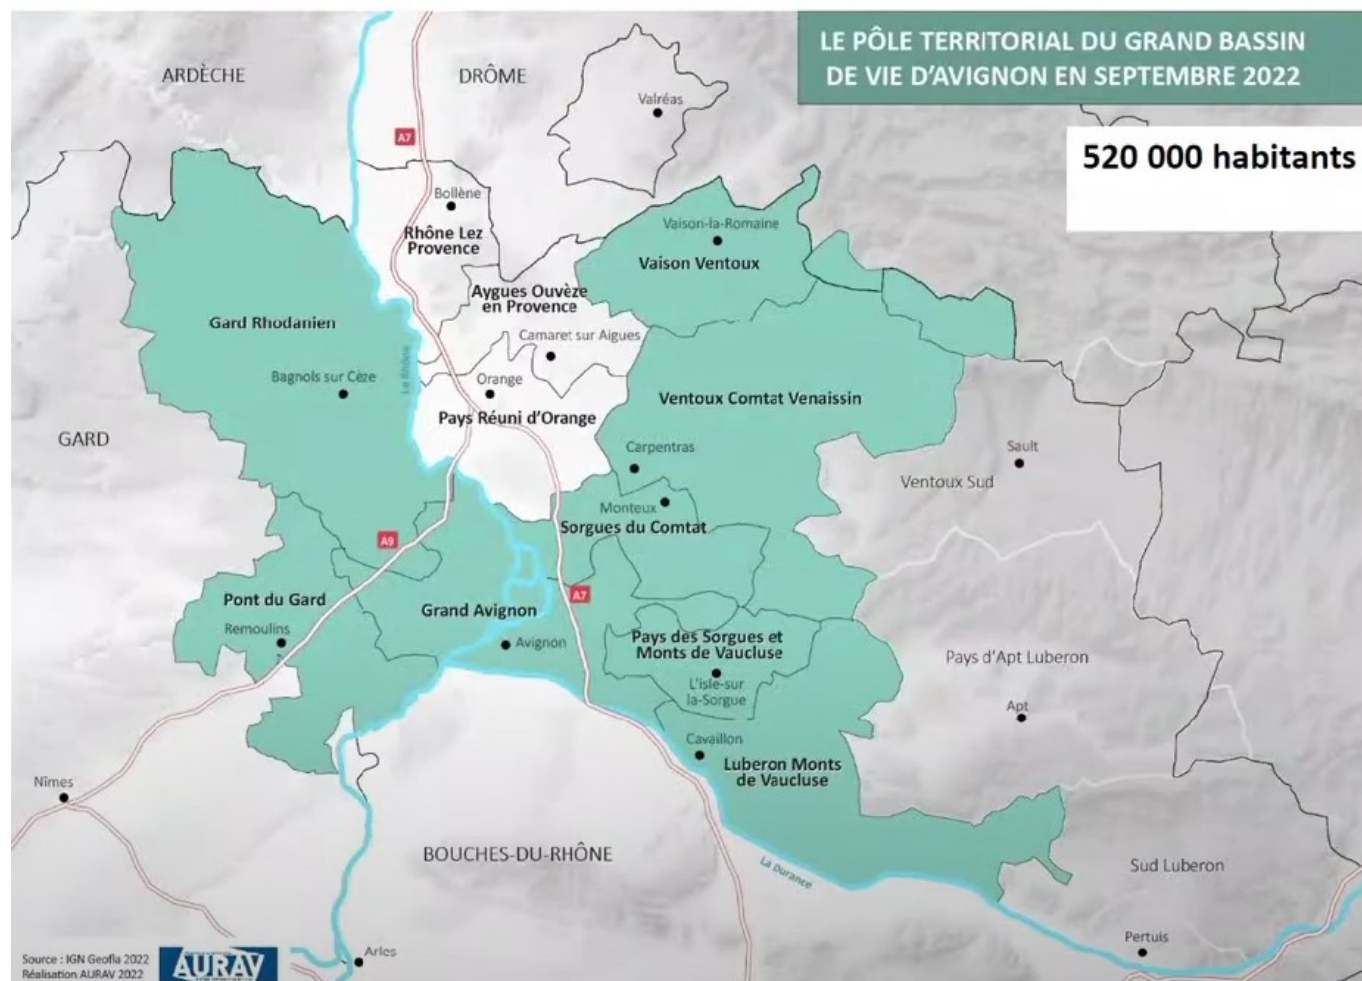 LE PÔLE TERRITORIAL DU GRAND BASSIN
DE VIE D'AVIGNON EN SEPTEMBRE 2022
520 000 habitants
ARDÈCHE
DRÔME
Valréas
A7
Bollène
Rhône Lez
Provence
Vaison-la-Romaine
Vaison Ventoux
Aygues Ouvèze
en Provence
Gard Rhodanien
Camaret sur Aigues
Le Rhône
Bagnols sur Cèze
Orange
Pays Réuni d'Orange
Ventoux Comtat Venaissin
GARD
Carpentras
Sault
Ventoux Sud
Monteux
Sorgues du Comtat
A9
A7
Pont du Gard
Grand Avignon
Remoulins
Avignon
Pays des Sorgues et
Monts de Vaucluse
L'isle-sur
la-Sorgue
Pays d'Apt Luberon
Apt
Cavaillon
Luberon Monts
de Vaucluse
Nîmes
BOUCHES-DU-RHÔNE
La Durance
Sud Luberon
Pertuis
Arles
Source : IGN Geofla 2022
Réalisation AURAV 2022
AURAV